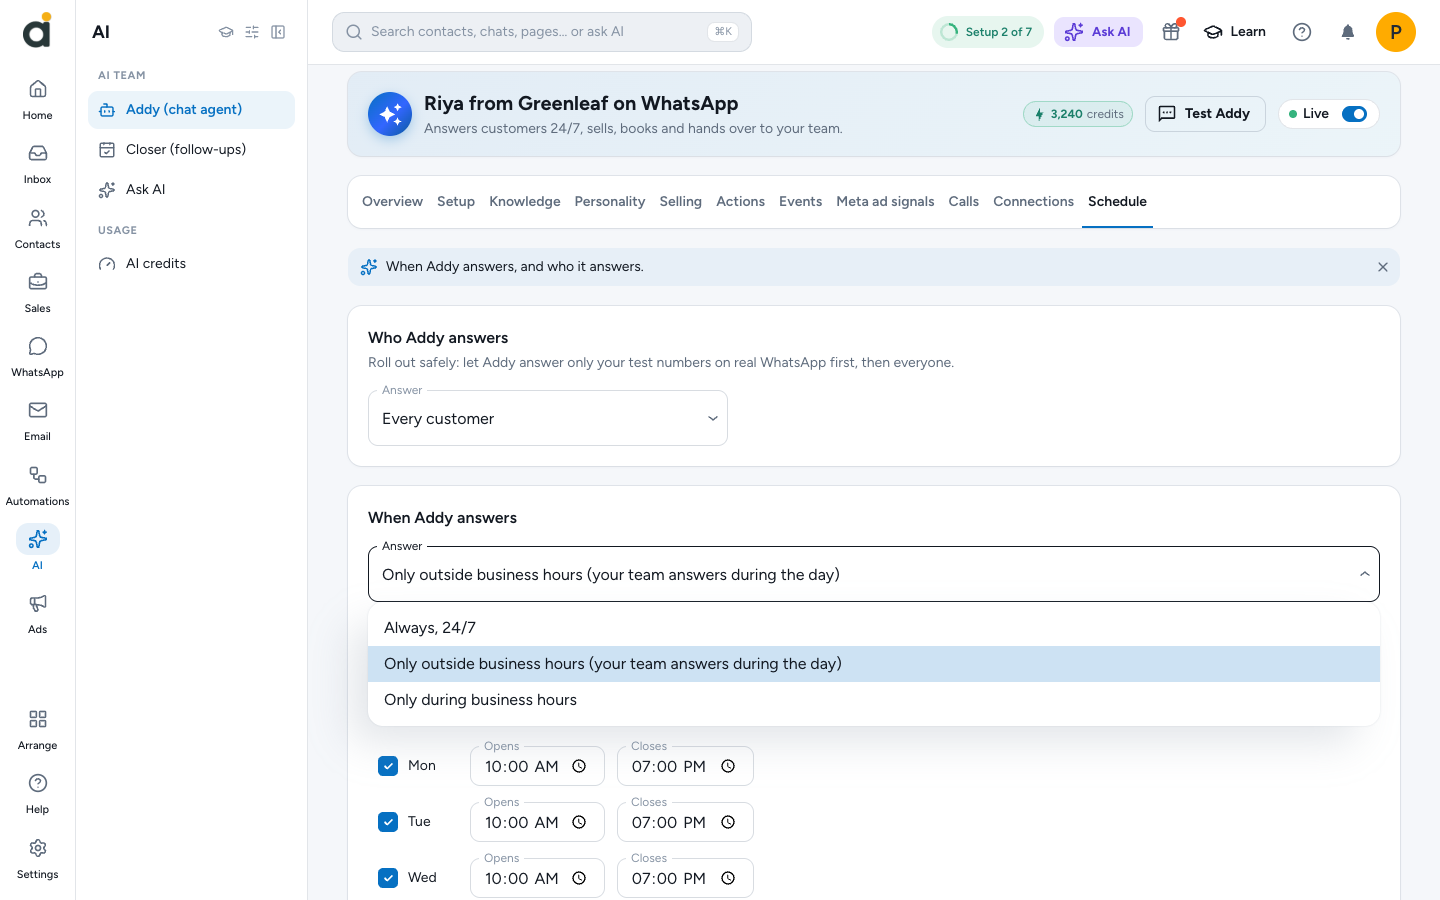 AI
Search contacts, chats, pages... or ask AI
⌘K
Setup 2 of 7
Ask AI
Learn
P
Home
Inbox
Contacts
Sales
WhatsApp
Email
Automations
AI
Ads
Arrange
Help
Settings
AI TEAM
Addy (chat agent)
Closer (follow-ups)
Ask AI
USAGE
AI credits
Riya from Greenleaf on WhatsApp
Answers customers 24/7, sells, books and hands over to your team.
3,240 credits
Test Addy
Live
Overview Setup Knowledge Personality Selling Actions Events Meta ad signals Calls Connections Schedule
When Addy answers, and who it answers.
Who Addy answers
Roll out safely: let Addy answer only your test numbers on real WhatsApp first, then everyone.
Answer
Every customer
When Addy answers
Answer
Only outside business hours (your team answers during the day)
Always, 24/7
Only outside business hours (your team answers during the day)
Only during business hours
Opens Closes
Mon 10:00 AM 07:00 PM
Opens Closes
Tue 10:00 AM 07:00 PM
Opens Closes
Wed 10:00 AM 07:00 PM